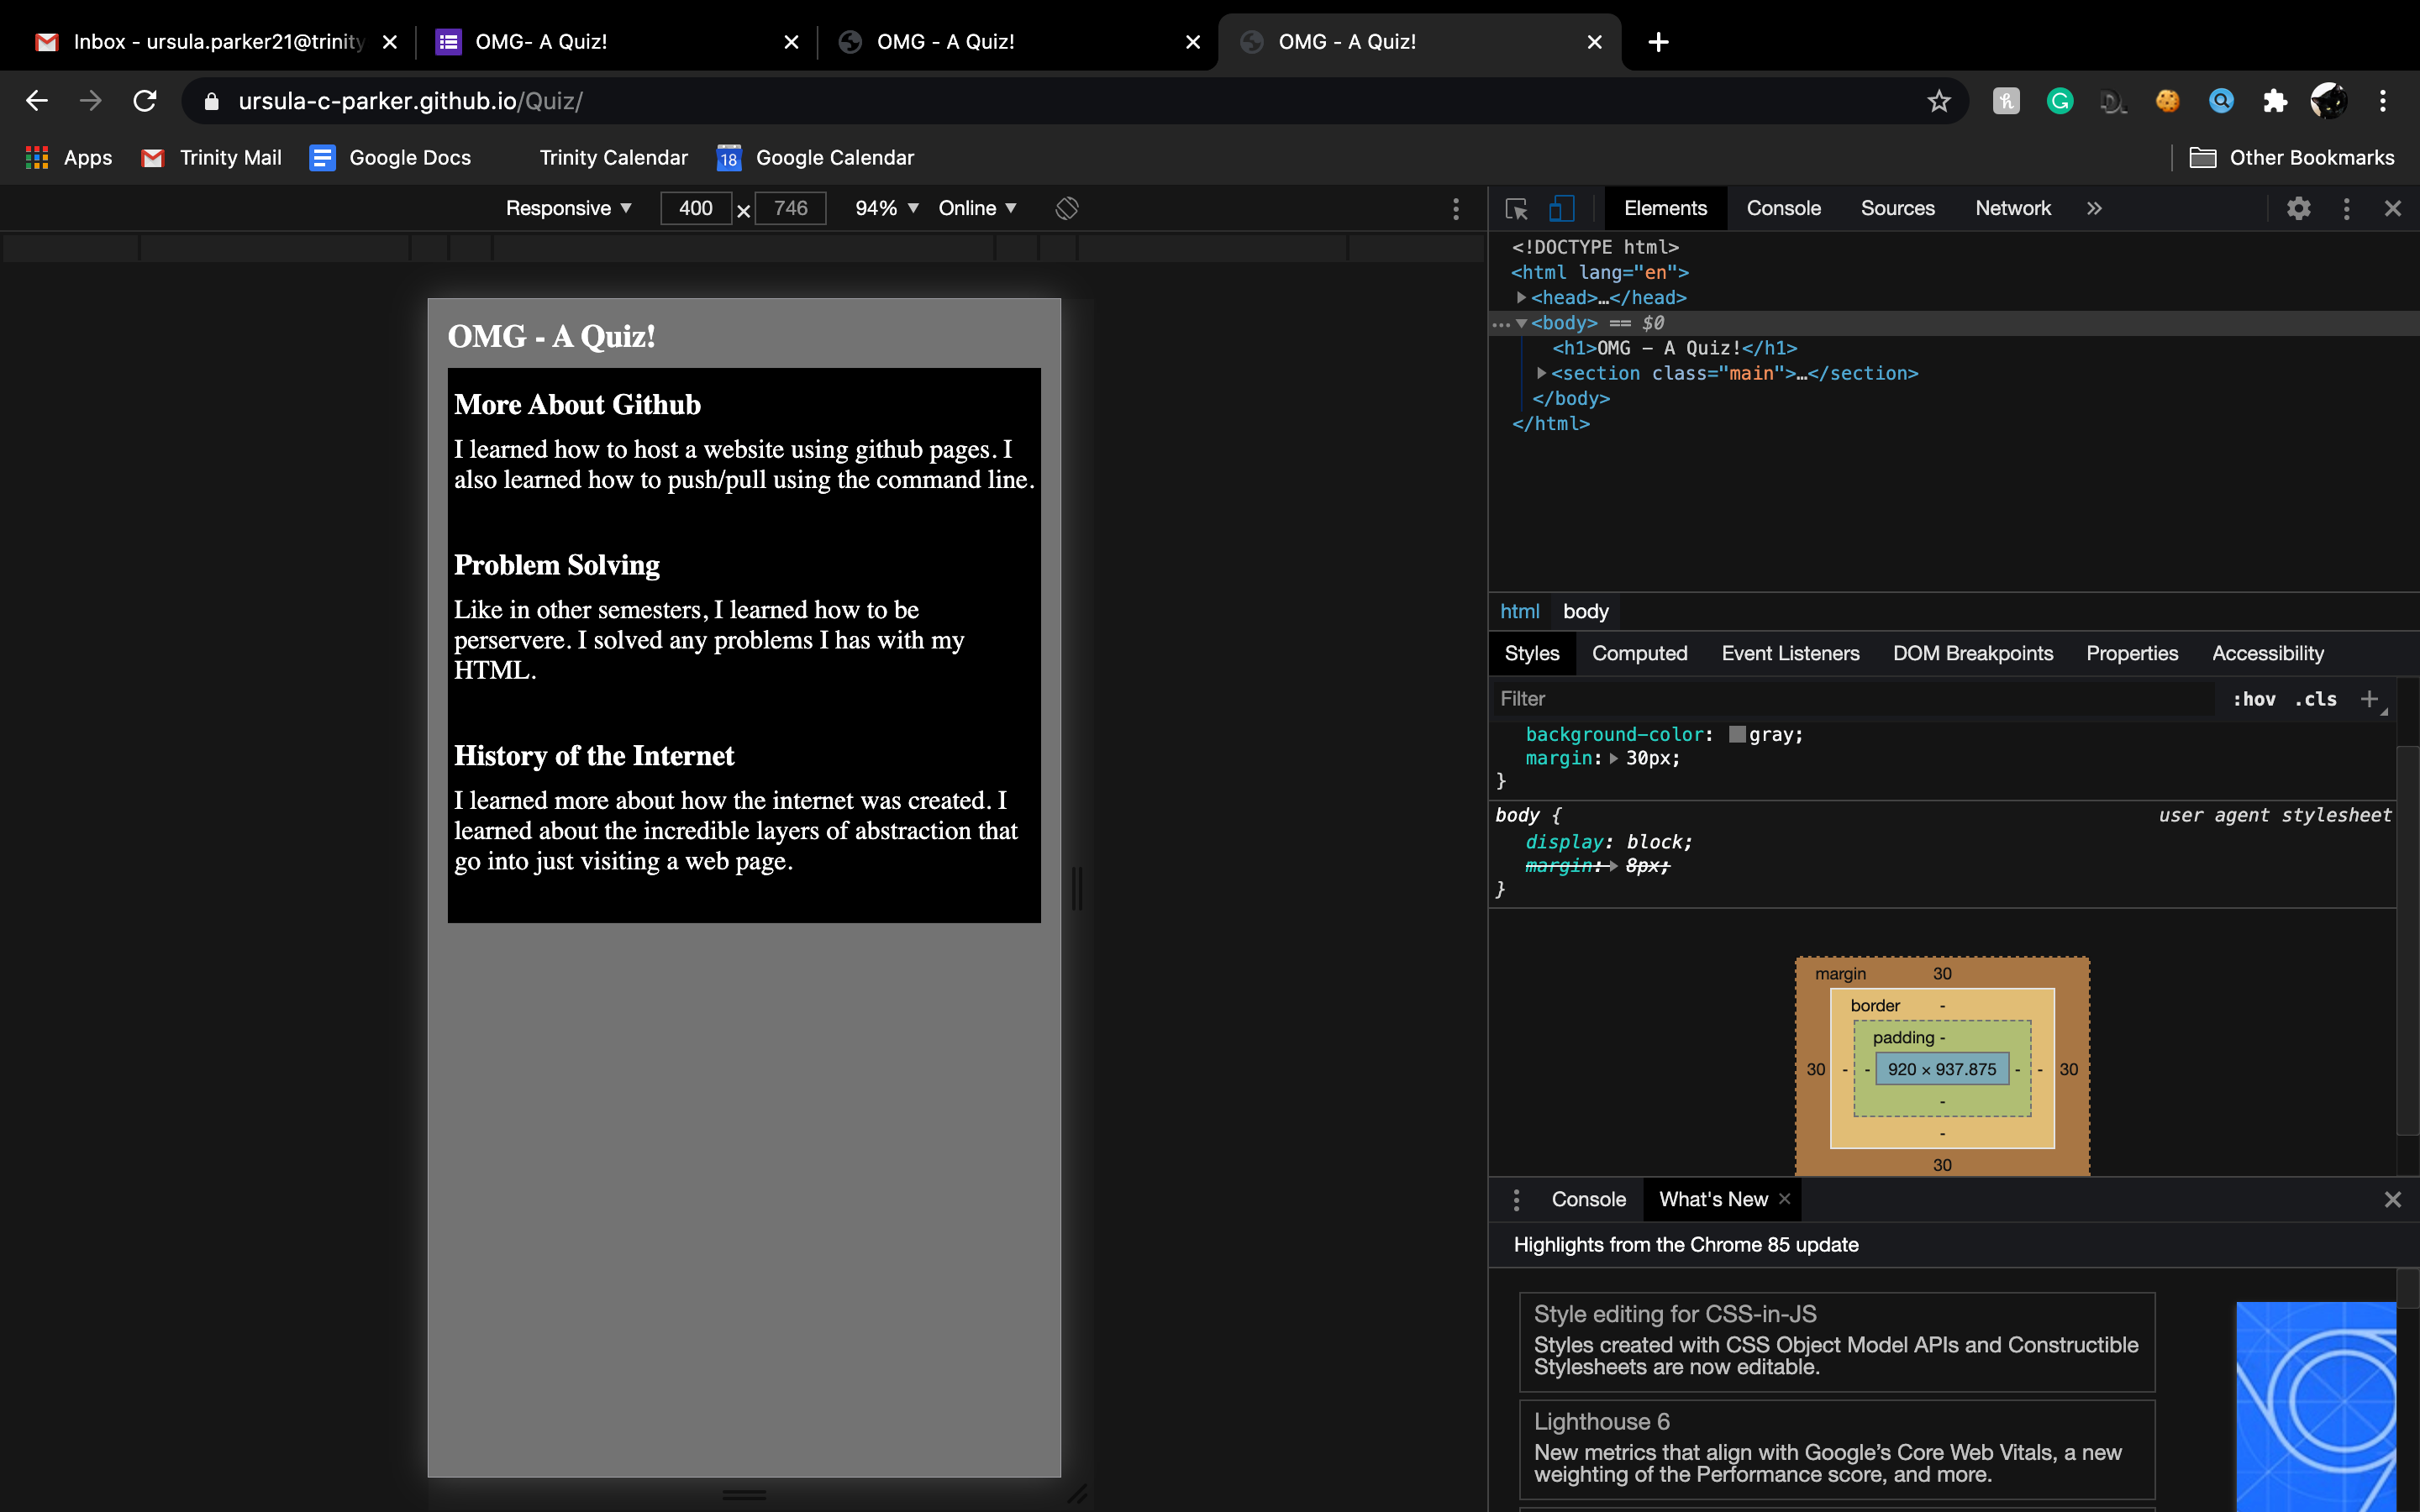 Inbox - ursula.parker21@trinity
OMG- A Quiz!
OMG - A Quiz!
OMG - A Quiz!
ursula-c-parker.github.io/Quiz/
Apps
Trinity Mail
Google Docs
Trinity Calendar
18
Google Calendar
Other Bookmarks
Responsive
400 × 746
94%
Online
Elements
Console
Sources
Network
<!DOCTYPE html>
<html lang="en">
<head>…</head>
… <body> == $0
<h1>OMG – A Quiz!</h1>
<section class="main">…</section>
</body>
</html>
OMG - A Quiz!
More About Github
I learned how to host a website using github pages. I
also learned how to push/pull using the command line.
Problem Solving
Like in other semesters, I learned how to be
perservere. I solved any problems I has with my
HTML.
History of the Internet
I learned more about how the internet was created. I
learned about the incredible layers of abstraction that
go into just visiting a web page.
html body
Styles
Computed
Event Listeners
DOM Breakpoints
Properties
Accessibility
Filter
:hov .cls +
background-color: gray;
margin: 30px;
}
body {
user agent stylesheet
display: block;
margin: 8px;
}
margin 30
border -
padding -
30 - - 920 × 937.875 - - 30
-
-
30
Console
What's New
Highlights from the Chrome 85 update
Style editing for CSS-in-JS
Styles created with CSS Object Model APIs and Constructible
Stylesheets are now editable.
Lighthouse 6
New metrics that align with Google's Core Web Vitals, a new
weighting of the Performance score, and more.